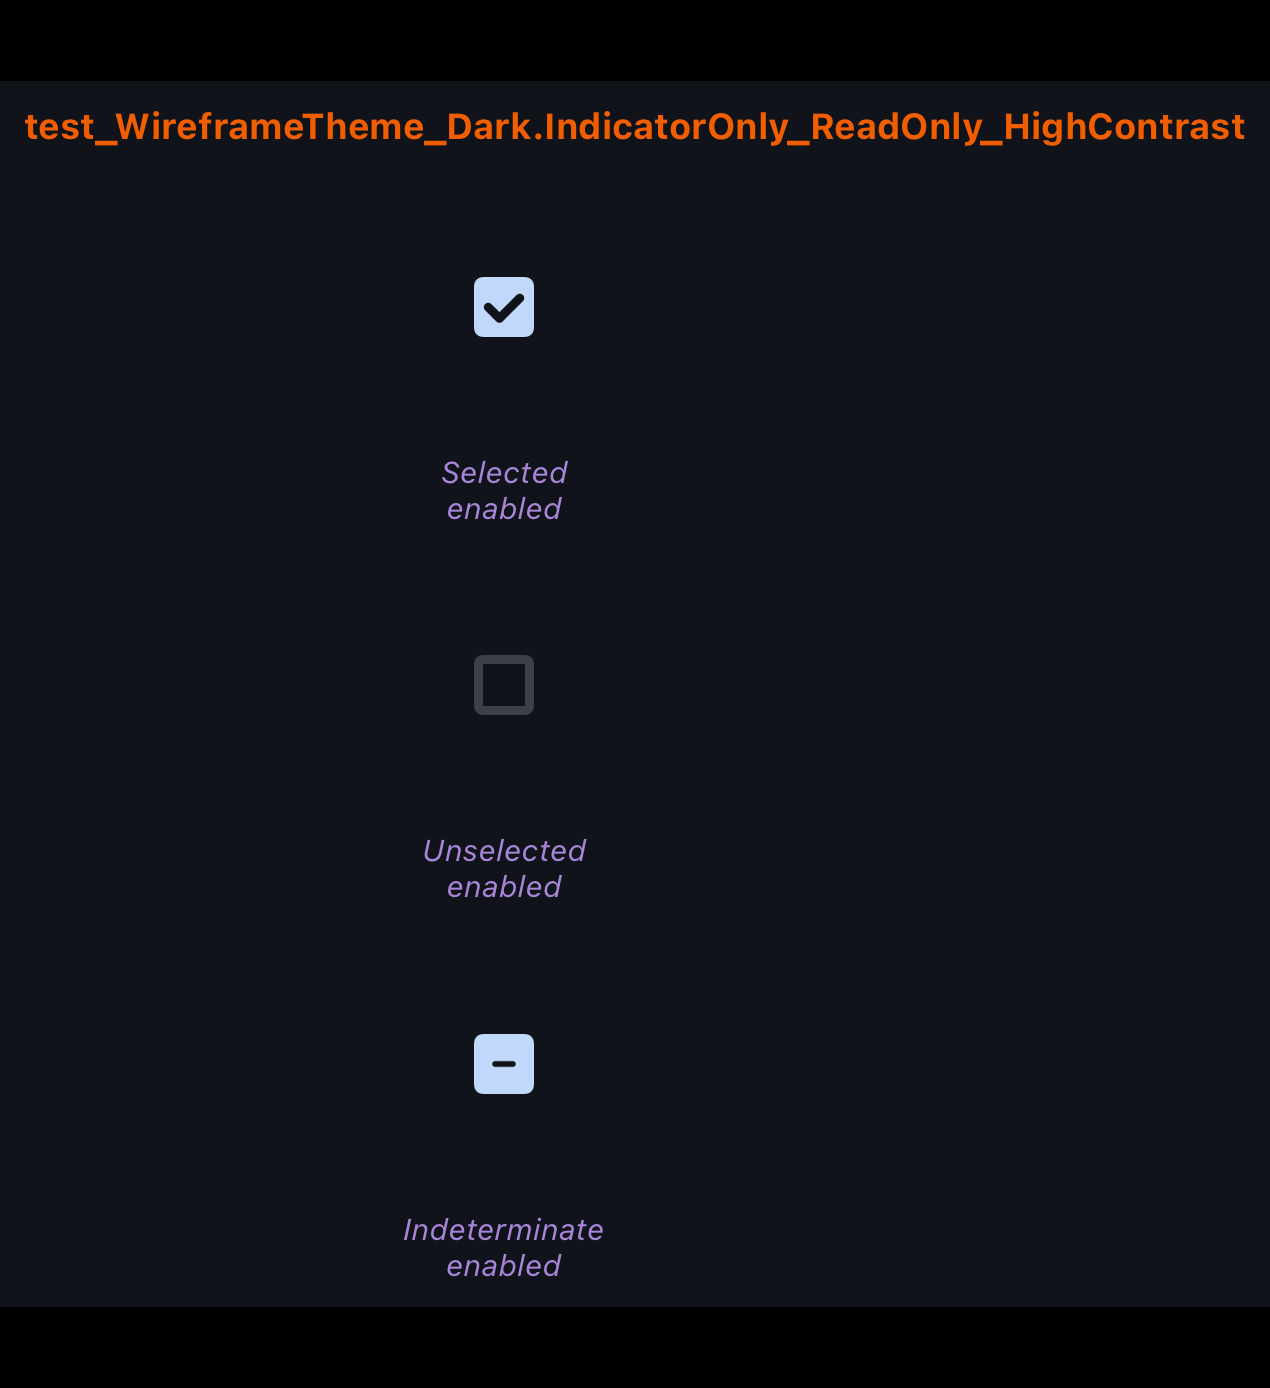 test_WireframeTheme_Dark.IndicatorOnly_ReadOnly_HighContrast
Selected
enabled
Unselected
enabled
Indeterminate
enabled